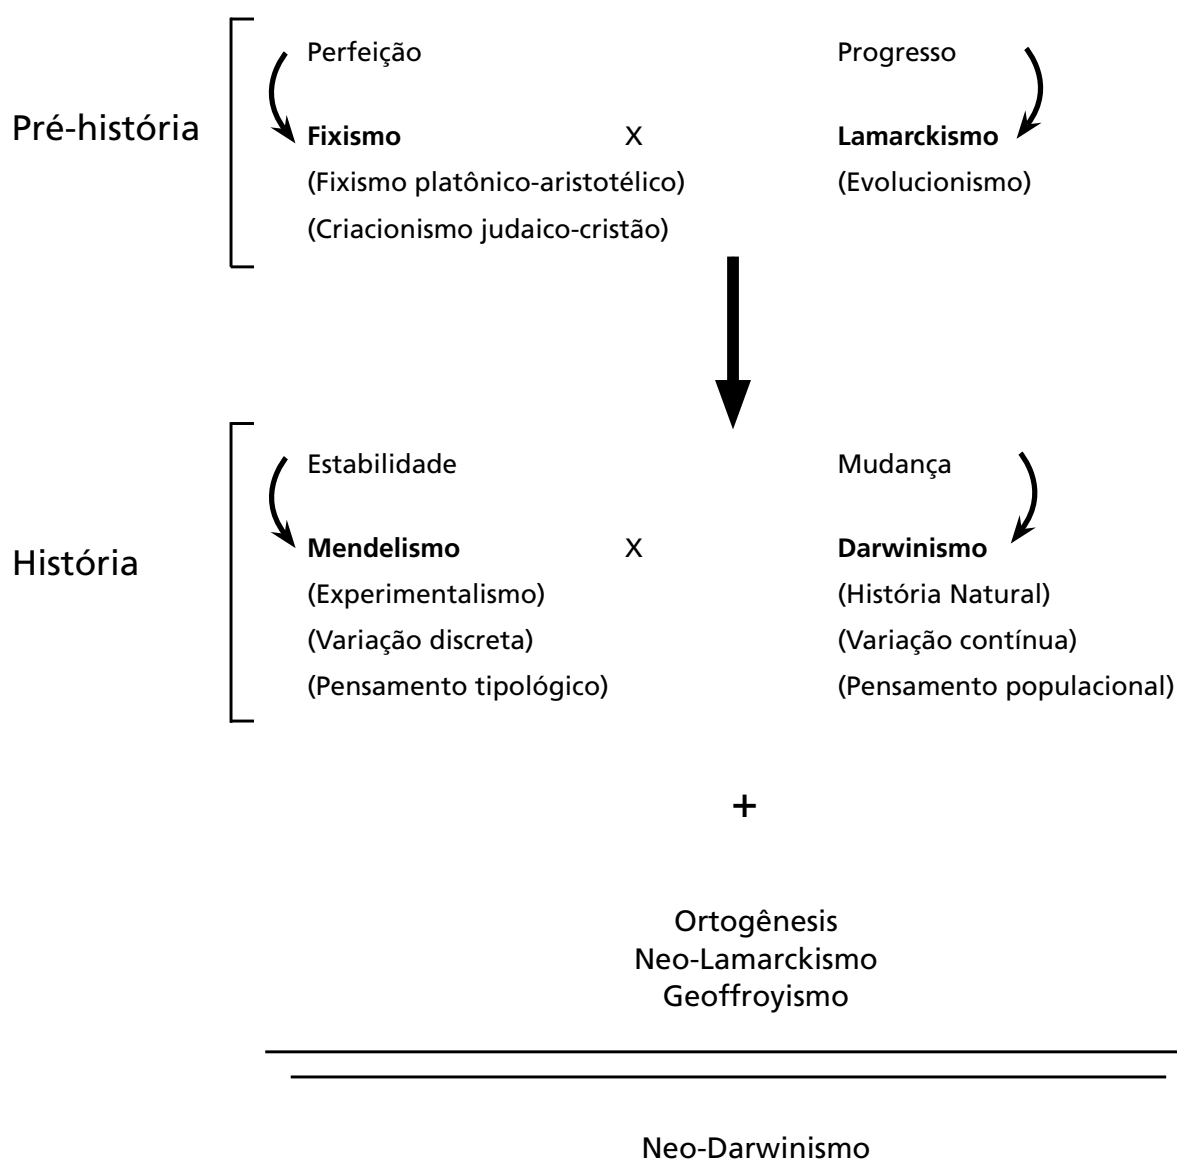 Perfeição Progresso
Pré-história
Fixismo X Lamarckismo
(Fixismo platônico-aristotélico) (Evolucionismo)
(Criacionismo judaico-cristão)
Estabilidade Mudança
História
Mendelismo X Darwinismo
(Experimentalismo) (História Natural)
(Variação discreta) (Variação contínua)
(Pensamento tipológico) (Pensamento populacional)
+
Ortogênesis
Neo-Lamarckismo
Geoffroyismo
Neo-Darwinismo